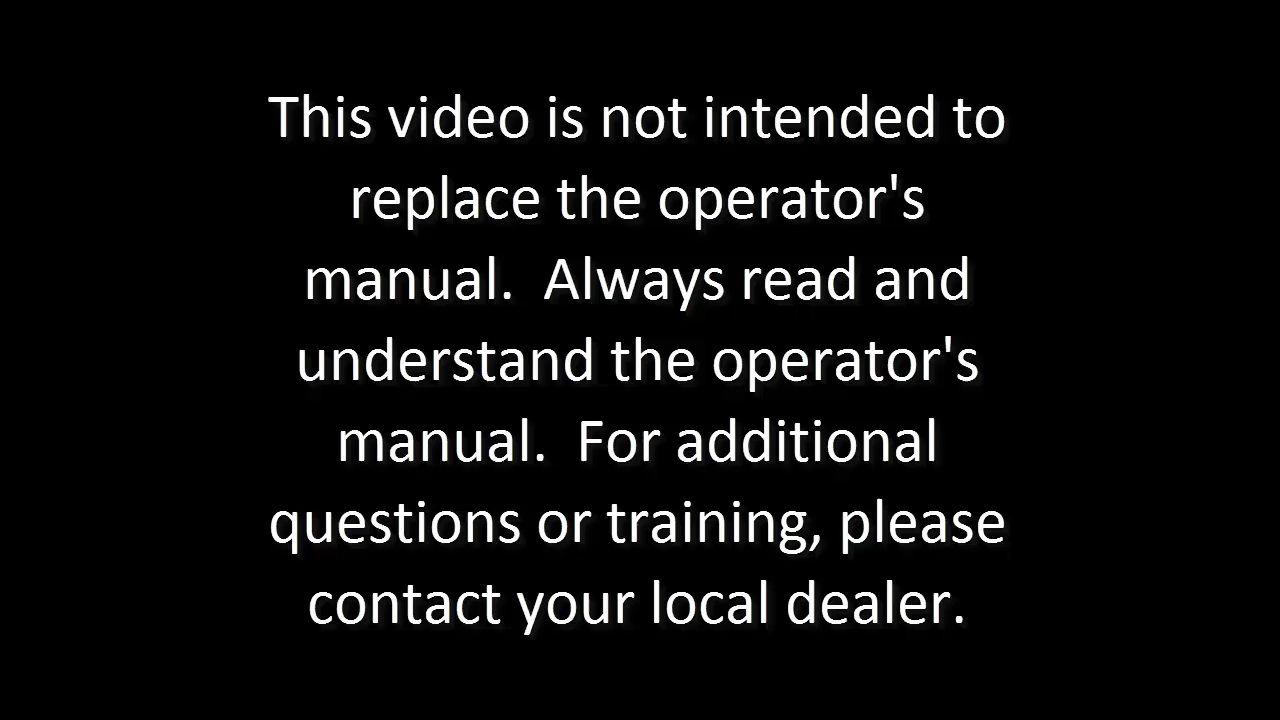 This video is not intended to
replace the operator's
manual.  Always read and
understand the operator's
manual.  For additional
questions or training, please
contact your local dealer.